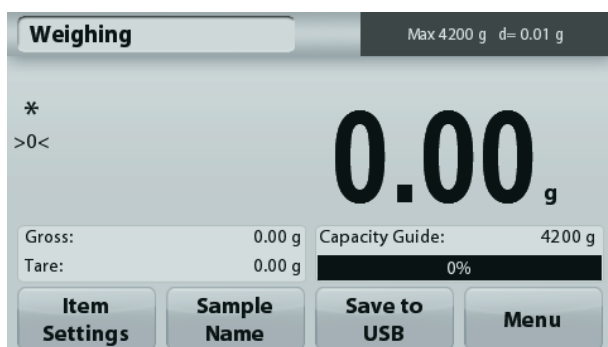 Weighing
Max 4200 g d= 0.01 g
*
>0<
0.00 g
Gross: 0.00 g
Tare: 0.00 g
Capacity Guide: 4200 g
0%
Item
Settings
Sample
Name
Save to
USB
Menu